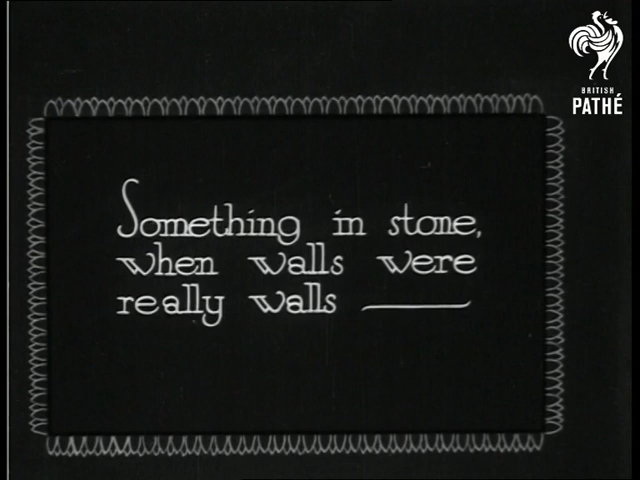 BRITISH
PATHÉ
Something in stone,
when walls were
really walls ———